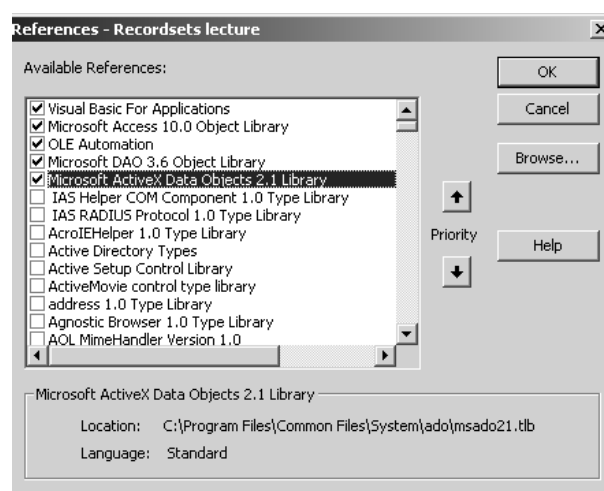 References - Recordsets lecture
Available References:
Visual Basic For Applications
Microsoft Access 10.0 Object Library
OLE Automation
Microsoft DAO 3.6 Object Library
Microsoft ActiveX Data Objects 2.1 Library
IAS Helper COM Component 1.0 Type Library
IAS RADIUS Protocol 1.0 Type Library
AcroIEHelper 1.0 Type Library
Active Directory Types
Active Setup Control Library
ActiveMovie control type library
address 1.0 Type Library
Agnostic Browser 1.0 Type Library
AOL MimeHandler Version 1.0
OK
Cancel
Browse...
Priority
Help
Microsoft ActiveX Data Objects 2.1 Library
Location: C:\Program Files\Common Files\System\ado\msado21.tlb
Language: Standard